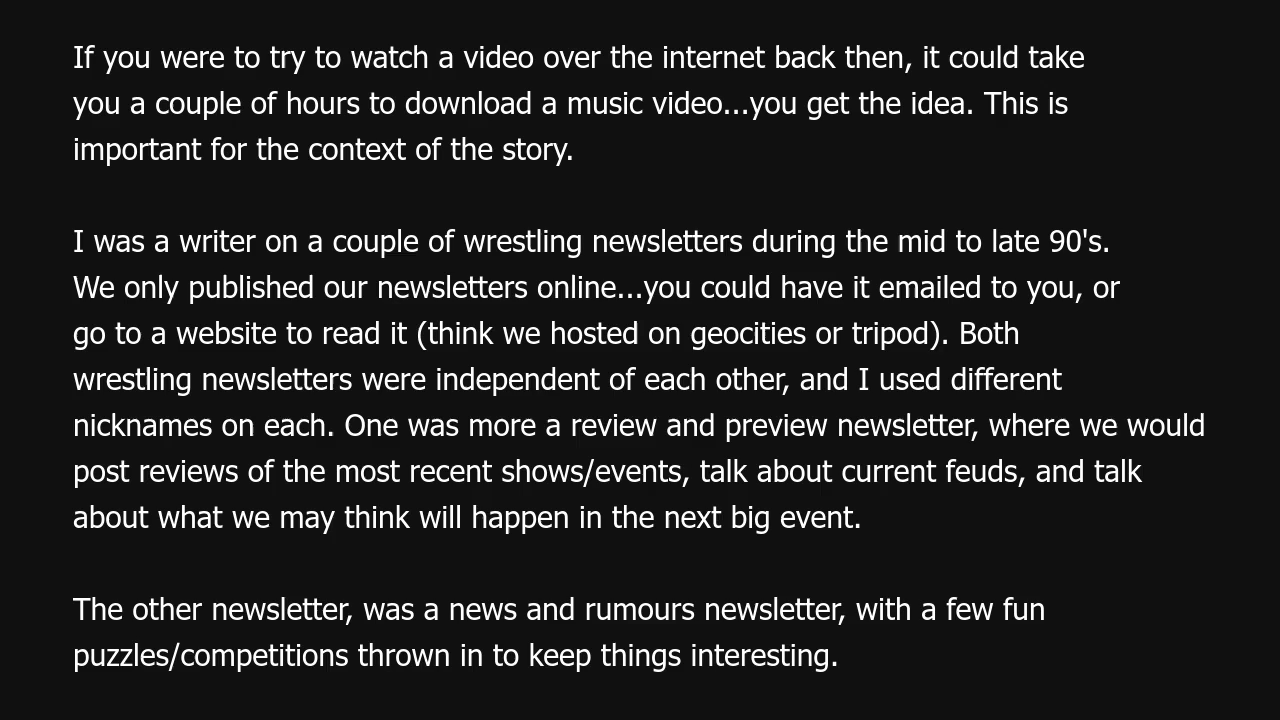 If you were to try to watch a video over the internet back then, it could take
you a couple of hours to download a music video...you get the idea. This is
important for the context of the story.
I was a writer on a couple of wrestling newsletters during the mid to late 90's.
We only published our newsletters online...you could have it emailed to you, or
go to a website to read it (think we hosted on geocities or tripod). Both
wrestling newsletters were independent of each other, and I used different
nicknames on each. One was more a review and preview newsletter, where we would
post reviews of the most recent shows/events, talk about current feuds, and talk
about what we may think will happen in the next big event.
The other newsletter, was a news and rumours newsletter, with a few fun
puzzles/competitions thrown in to keep things interesting.